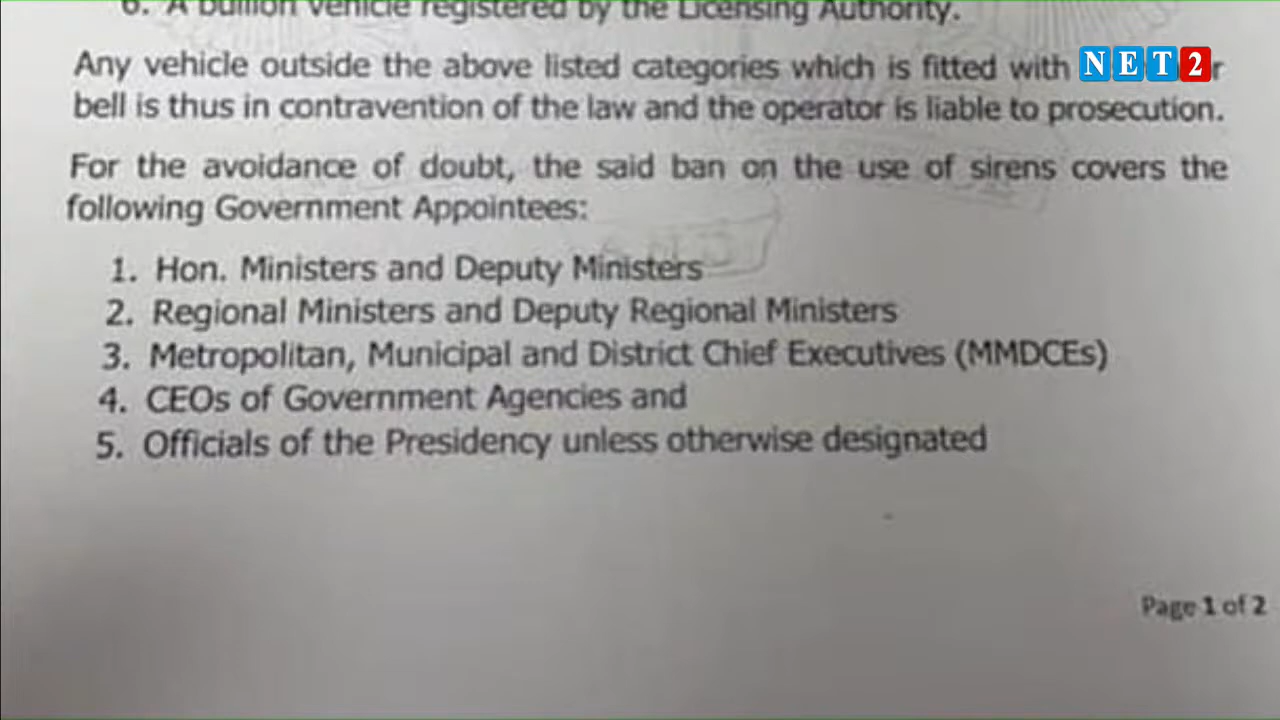 6. A bullion vehicle registered by the Licensing Authority.
Any vehicle outside the above listed categories which is fitted with r
bell is thus in contravention of the law and the operator is liable to prosecution.
For the avoidance of doubt, the said ban on the use of sirens covers the
following Government Appointees:
1. Hon. Ministers and Deputy Ministers
2. Regional Ministers and Deputy Regional Ministers
3. Metropolitan, Municipal and District Chief Executives (MMDCEs)
4. CEOs of Government Agencies and
5. Officials of the Presidency unless otherwise designated
Page 1 of 2
NET2